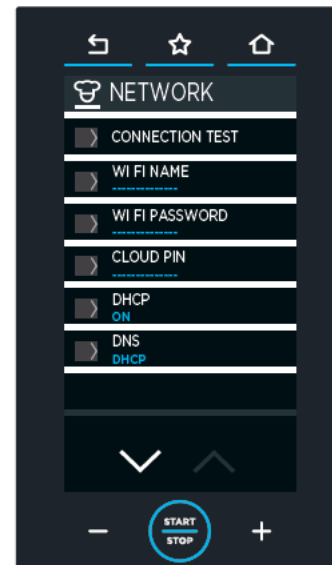 NETWORK
CONNECTION TEST
WI FI NAME
-------------
WI FI PASSWORD
-------------
CLOUD PIN
-------------
DHCP
ON
DNS
DHCP
START
STOP